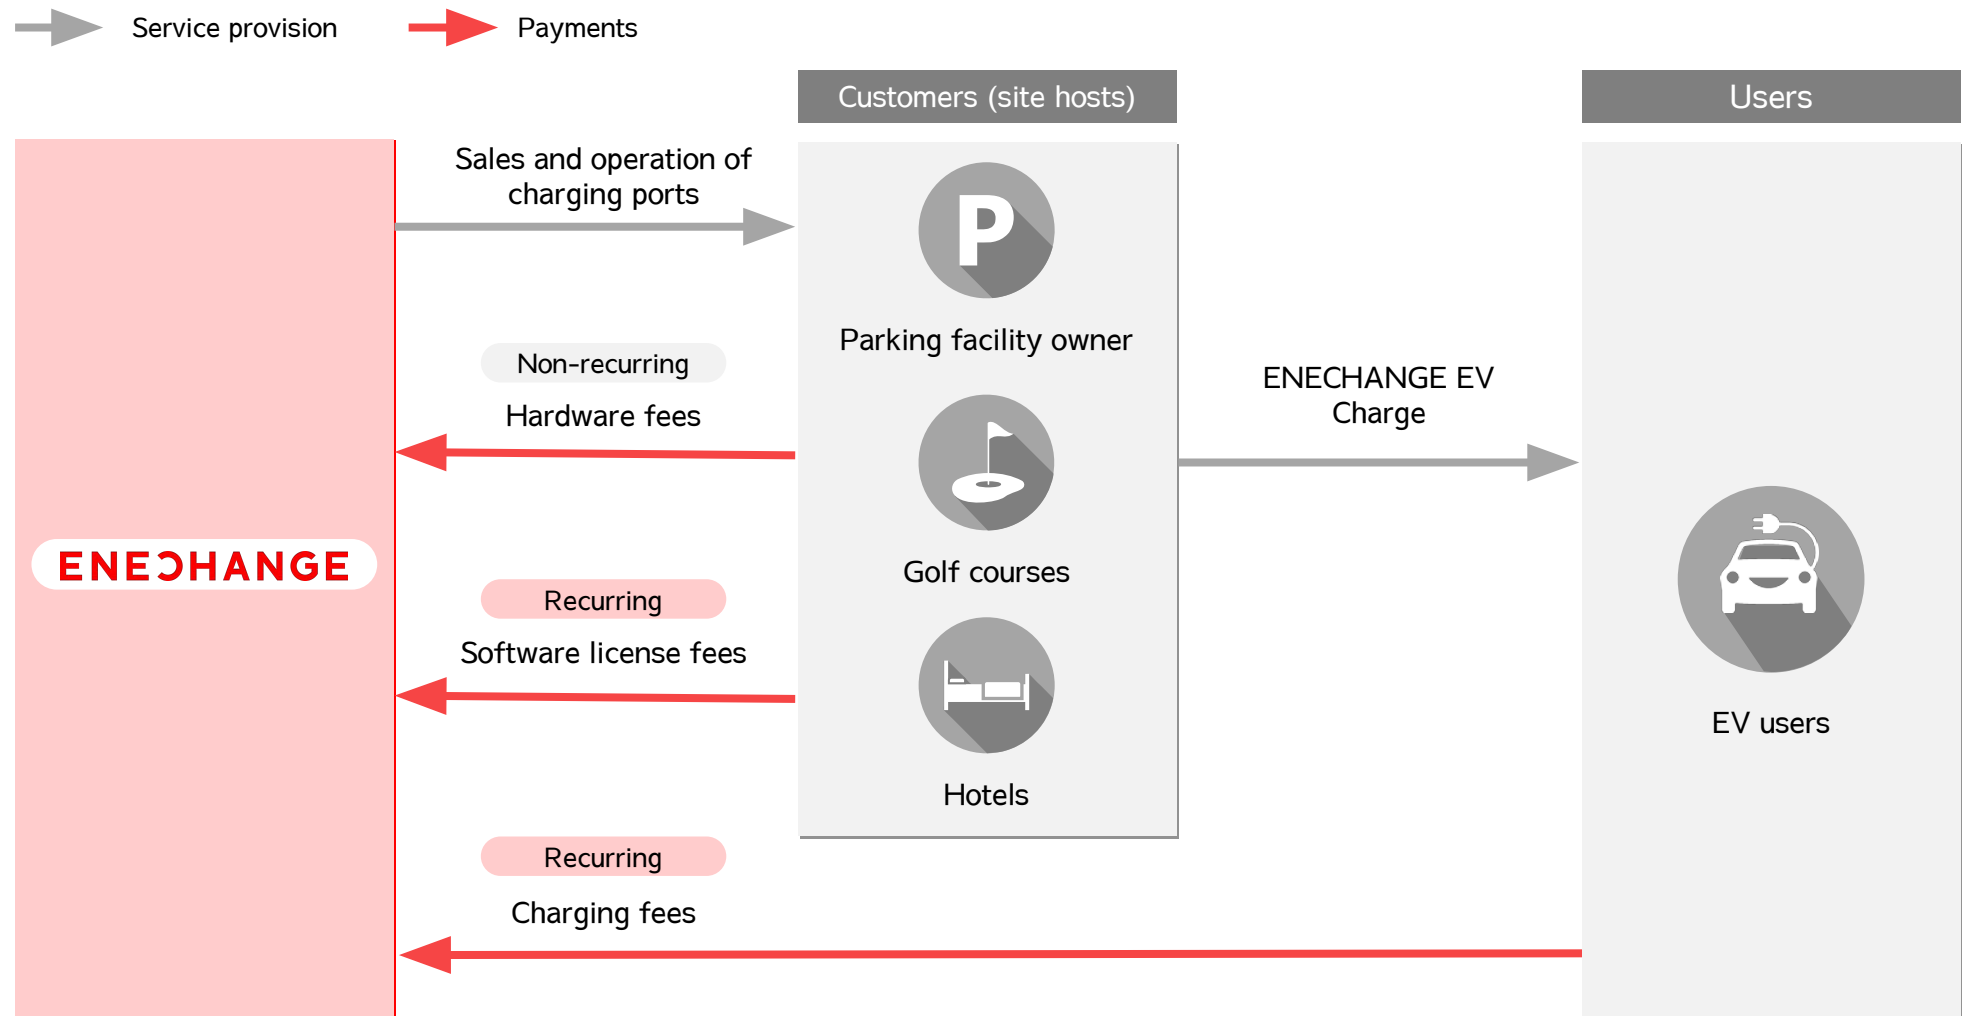 Service provision
Payments
Customers (site hosts)
Users
Sales and operation of
charging ports
P
Parking facility owner
Non-recurring
Hardware fees
ENECHANGE EV
Charge
ENECHANGE
Golf courses
Recurring
Software license fees
EV users
Hotels
Recurring
Charging fees